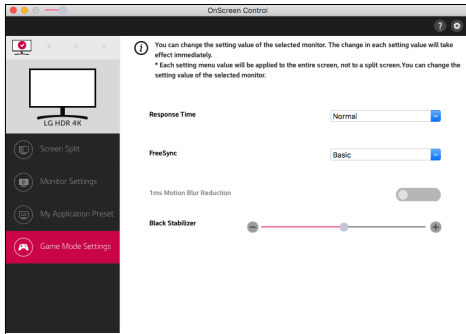 OnScreen Control
?
You can change the setting value of the selected monitor. The change in each setting value will take
effect immediately.
* Each setting menu value will be applied to the entire screen, not to a split screen.You can change the
setting value of the selected monitor.
LG HDR 4K
Screen Split
Monitor Settings
My Application Preset
Game Mode Settings
Response Time
Normal
FreeSync
Basic
1ms Motion Blur Reduction
Black Stabilizer